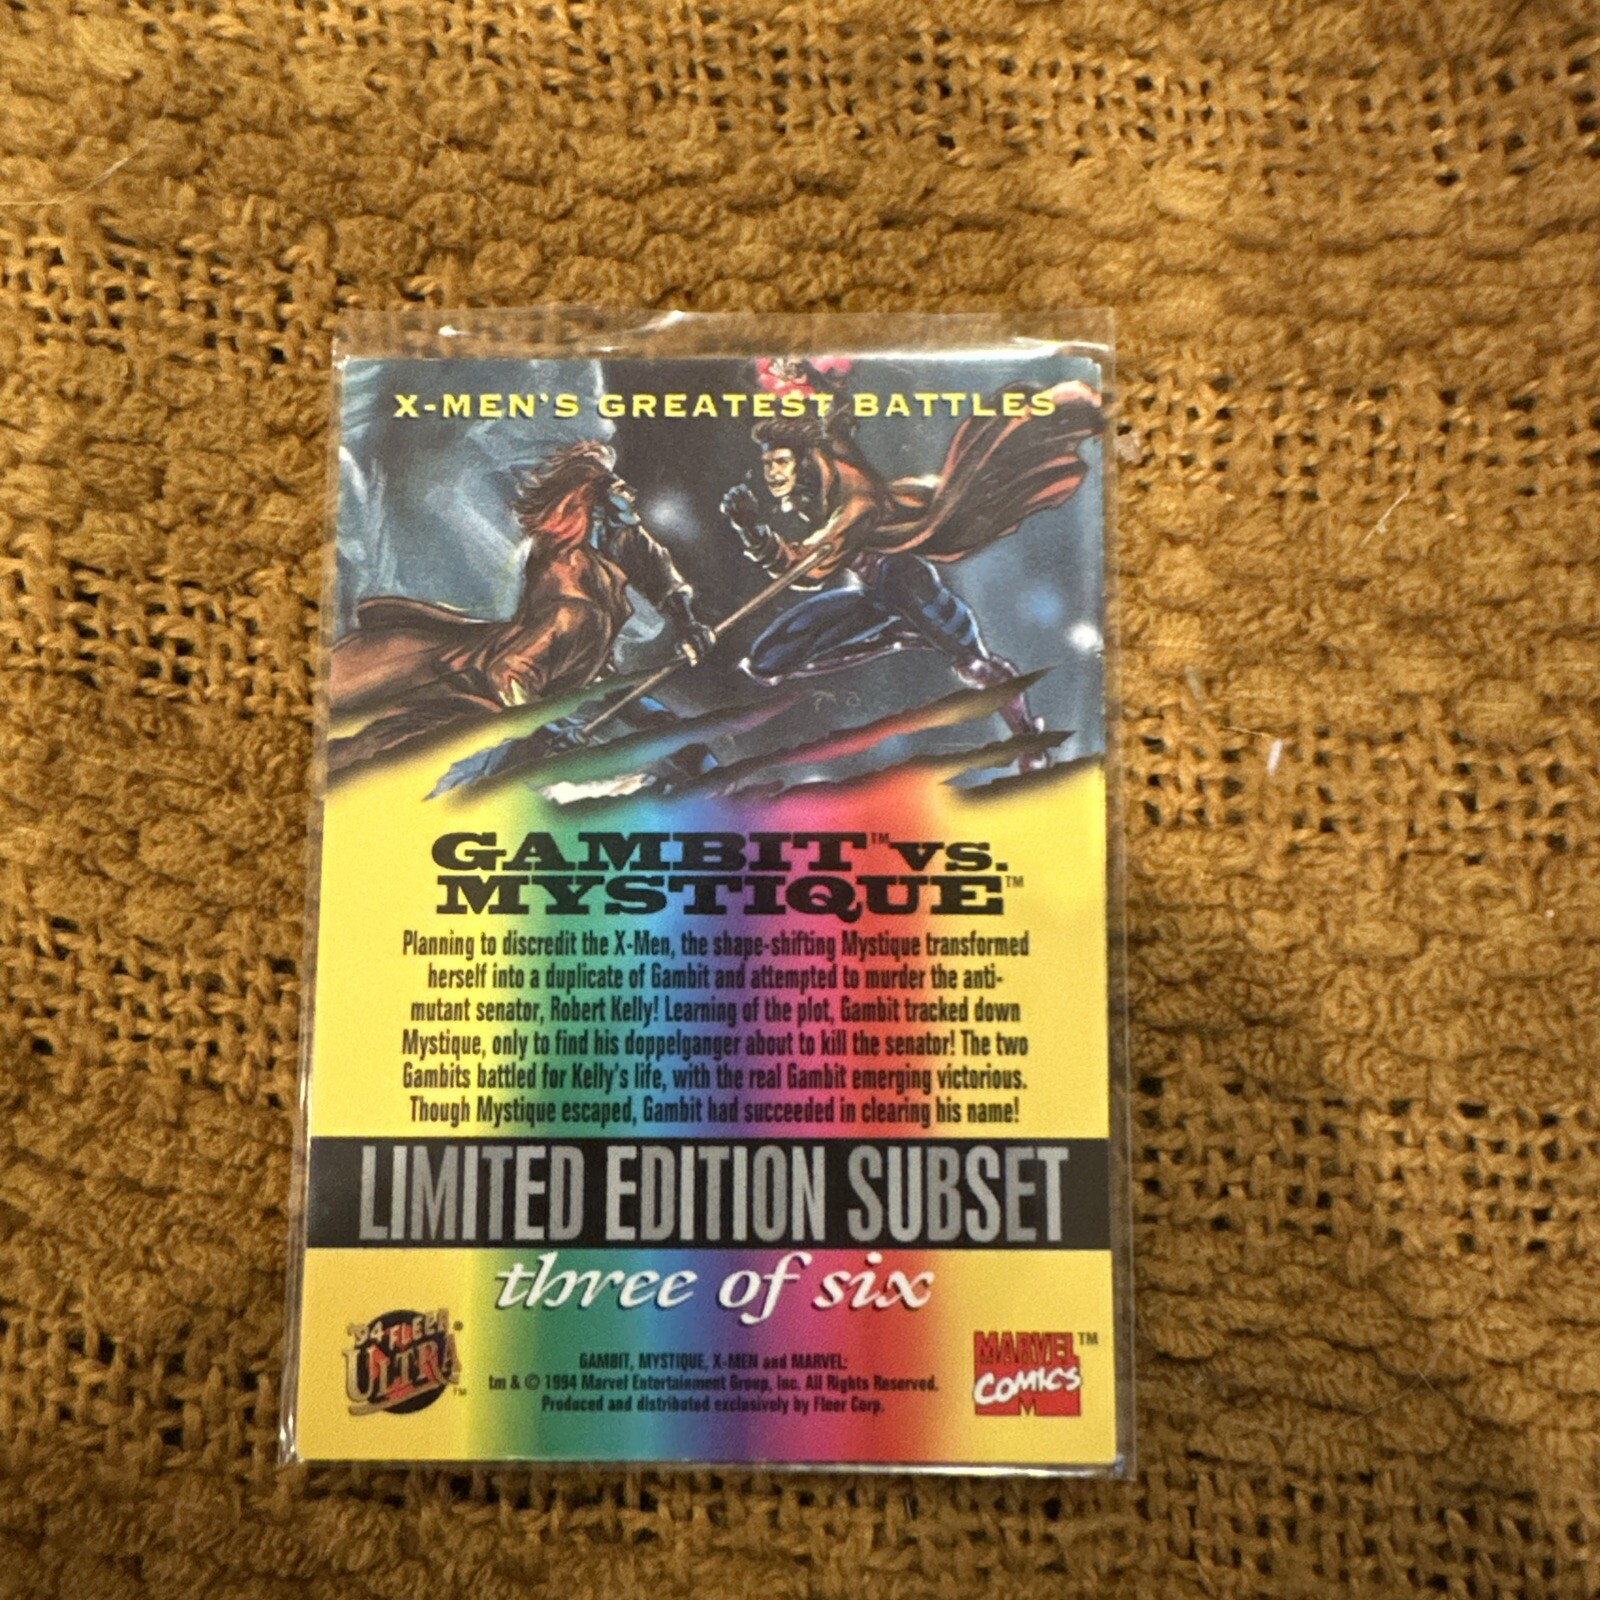 X-MEN'S GREATEST BATTLES
GAMBIT™ VS.
MYSTIQUE™
Planning to discredit the X-Men, the shape-shifting Mystique transformed
herself into a duplicate of Gambit and attempted to murder the anti-
mutant senator, Robert Kelly! Learning of the plot, Gambit tracked down
Mystique, only to find his doppelganger about to kill the senator! The two
Gambits battled for Kelly's life, with the real Gambit emerging victorious.
Though Mystique escaped, Gambit had succeeded in clearing his name!
LIMITED EDITION SUBSET
three of six
'94 FLEER®
ULTRA™
GAMBIT, MYSTIQUE, X-MEN and MARVEL:
tm & © 1994 Marvel Entertainment Group, Inc. All Rights Reserved.
Produced and distributed exclusively by Fleer Corp.
MARVEL™
COMICS